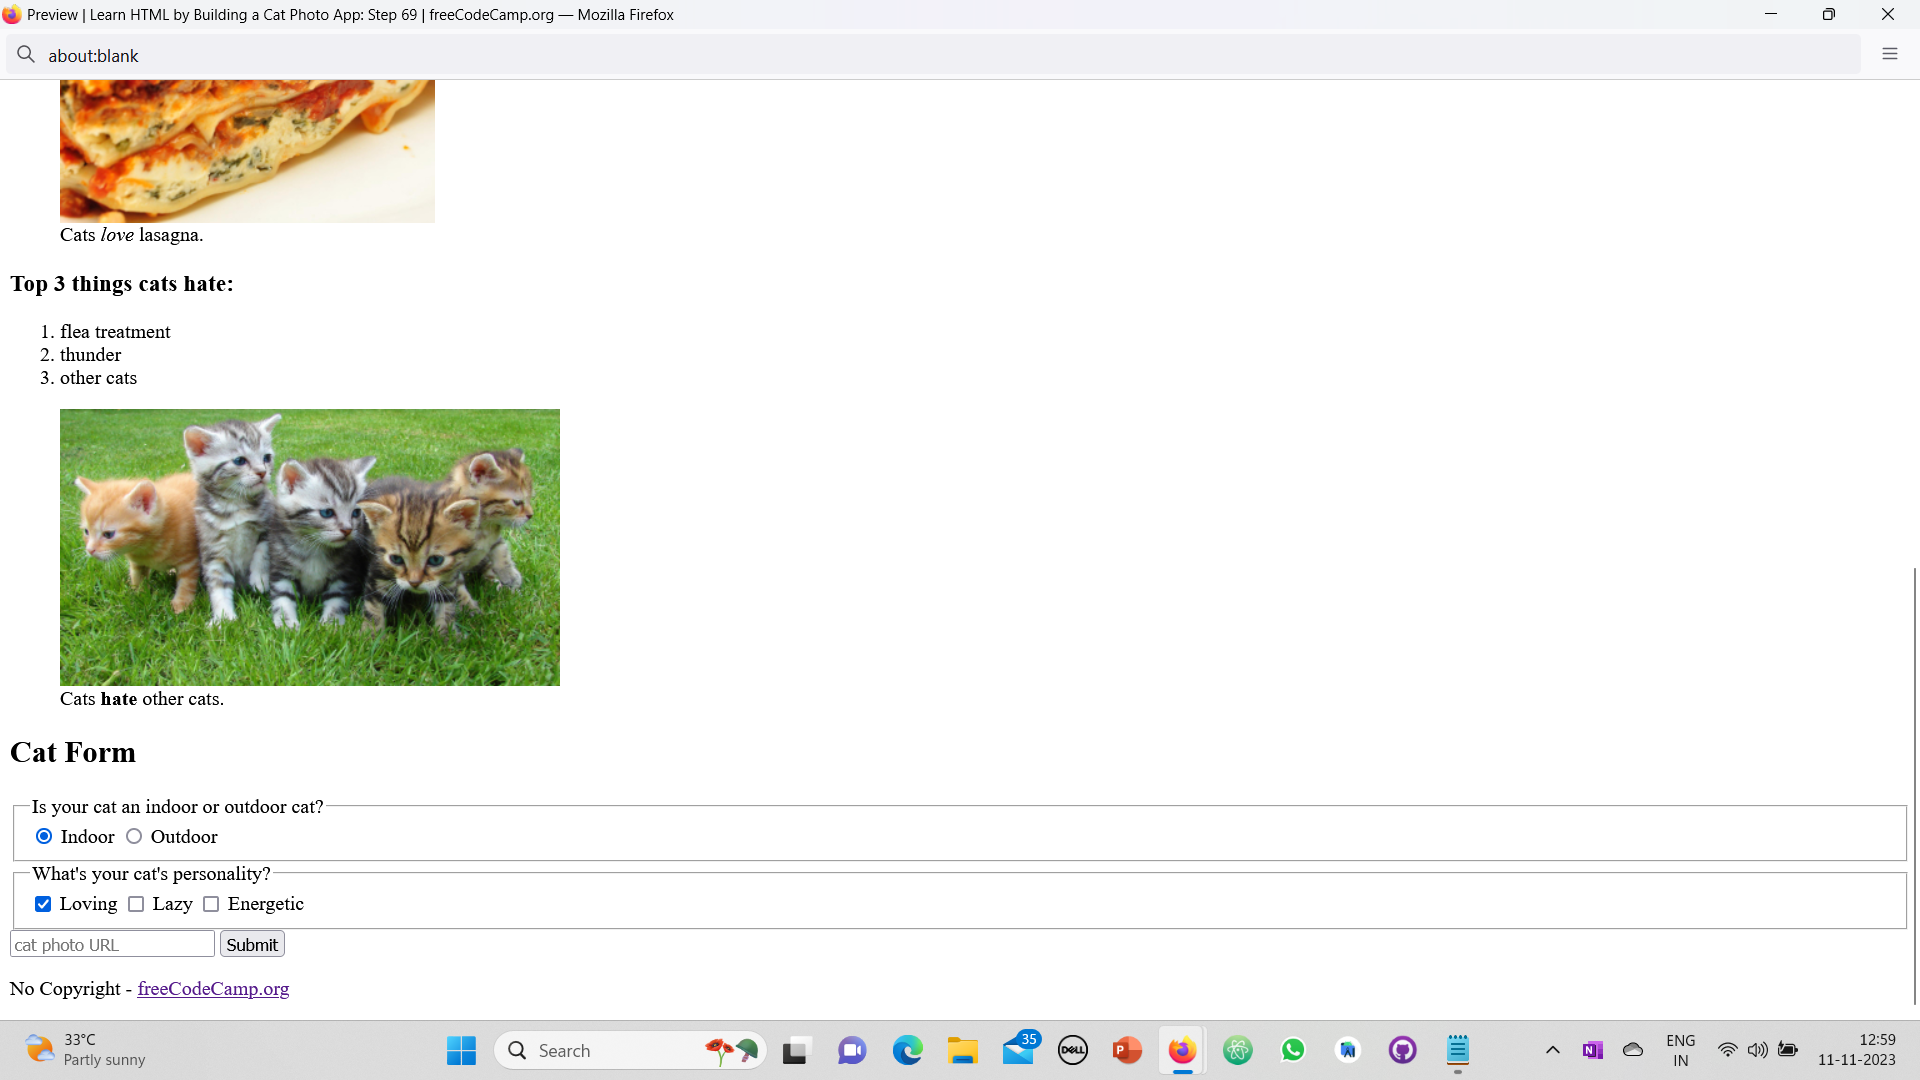 Preview | Learn HTML by Building a Cat Photo App: Step 69 | freeCodeCamp.org — Mozilla Firefox
about:blank
Cats love lasagna.
Top 3 things cats hate:
1. flea treatment
2. thunder
3. other cats
Cats hate other cats.
Cat Form
Is your cat an indoor or outdoor cat?
Indoor Outdoor
What's your cat's personality?
Loving Lazy Energetic
cat photo URL Submit
No Copyright - freeCodeCamp.org
33°C
Partly sunny
Search
35
DELL
P
N
ENG
IN
12:59
11-11-2023